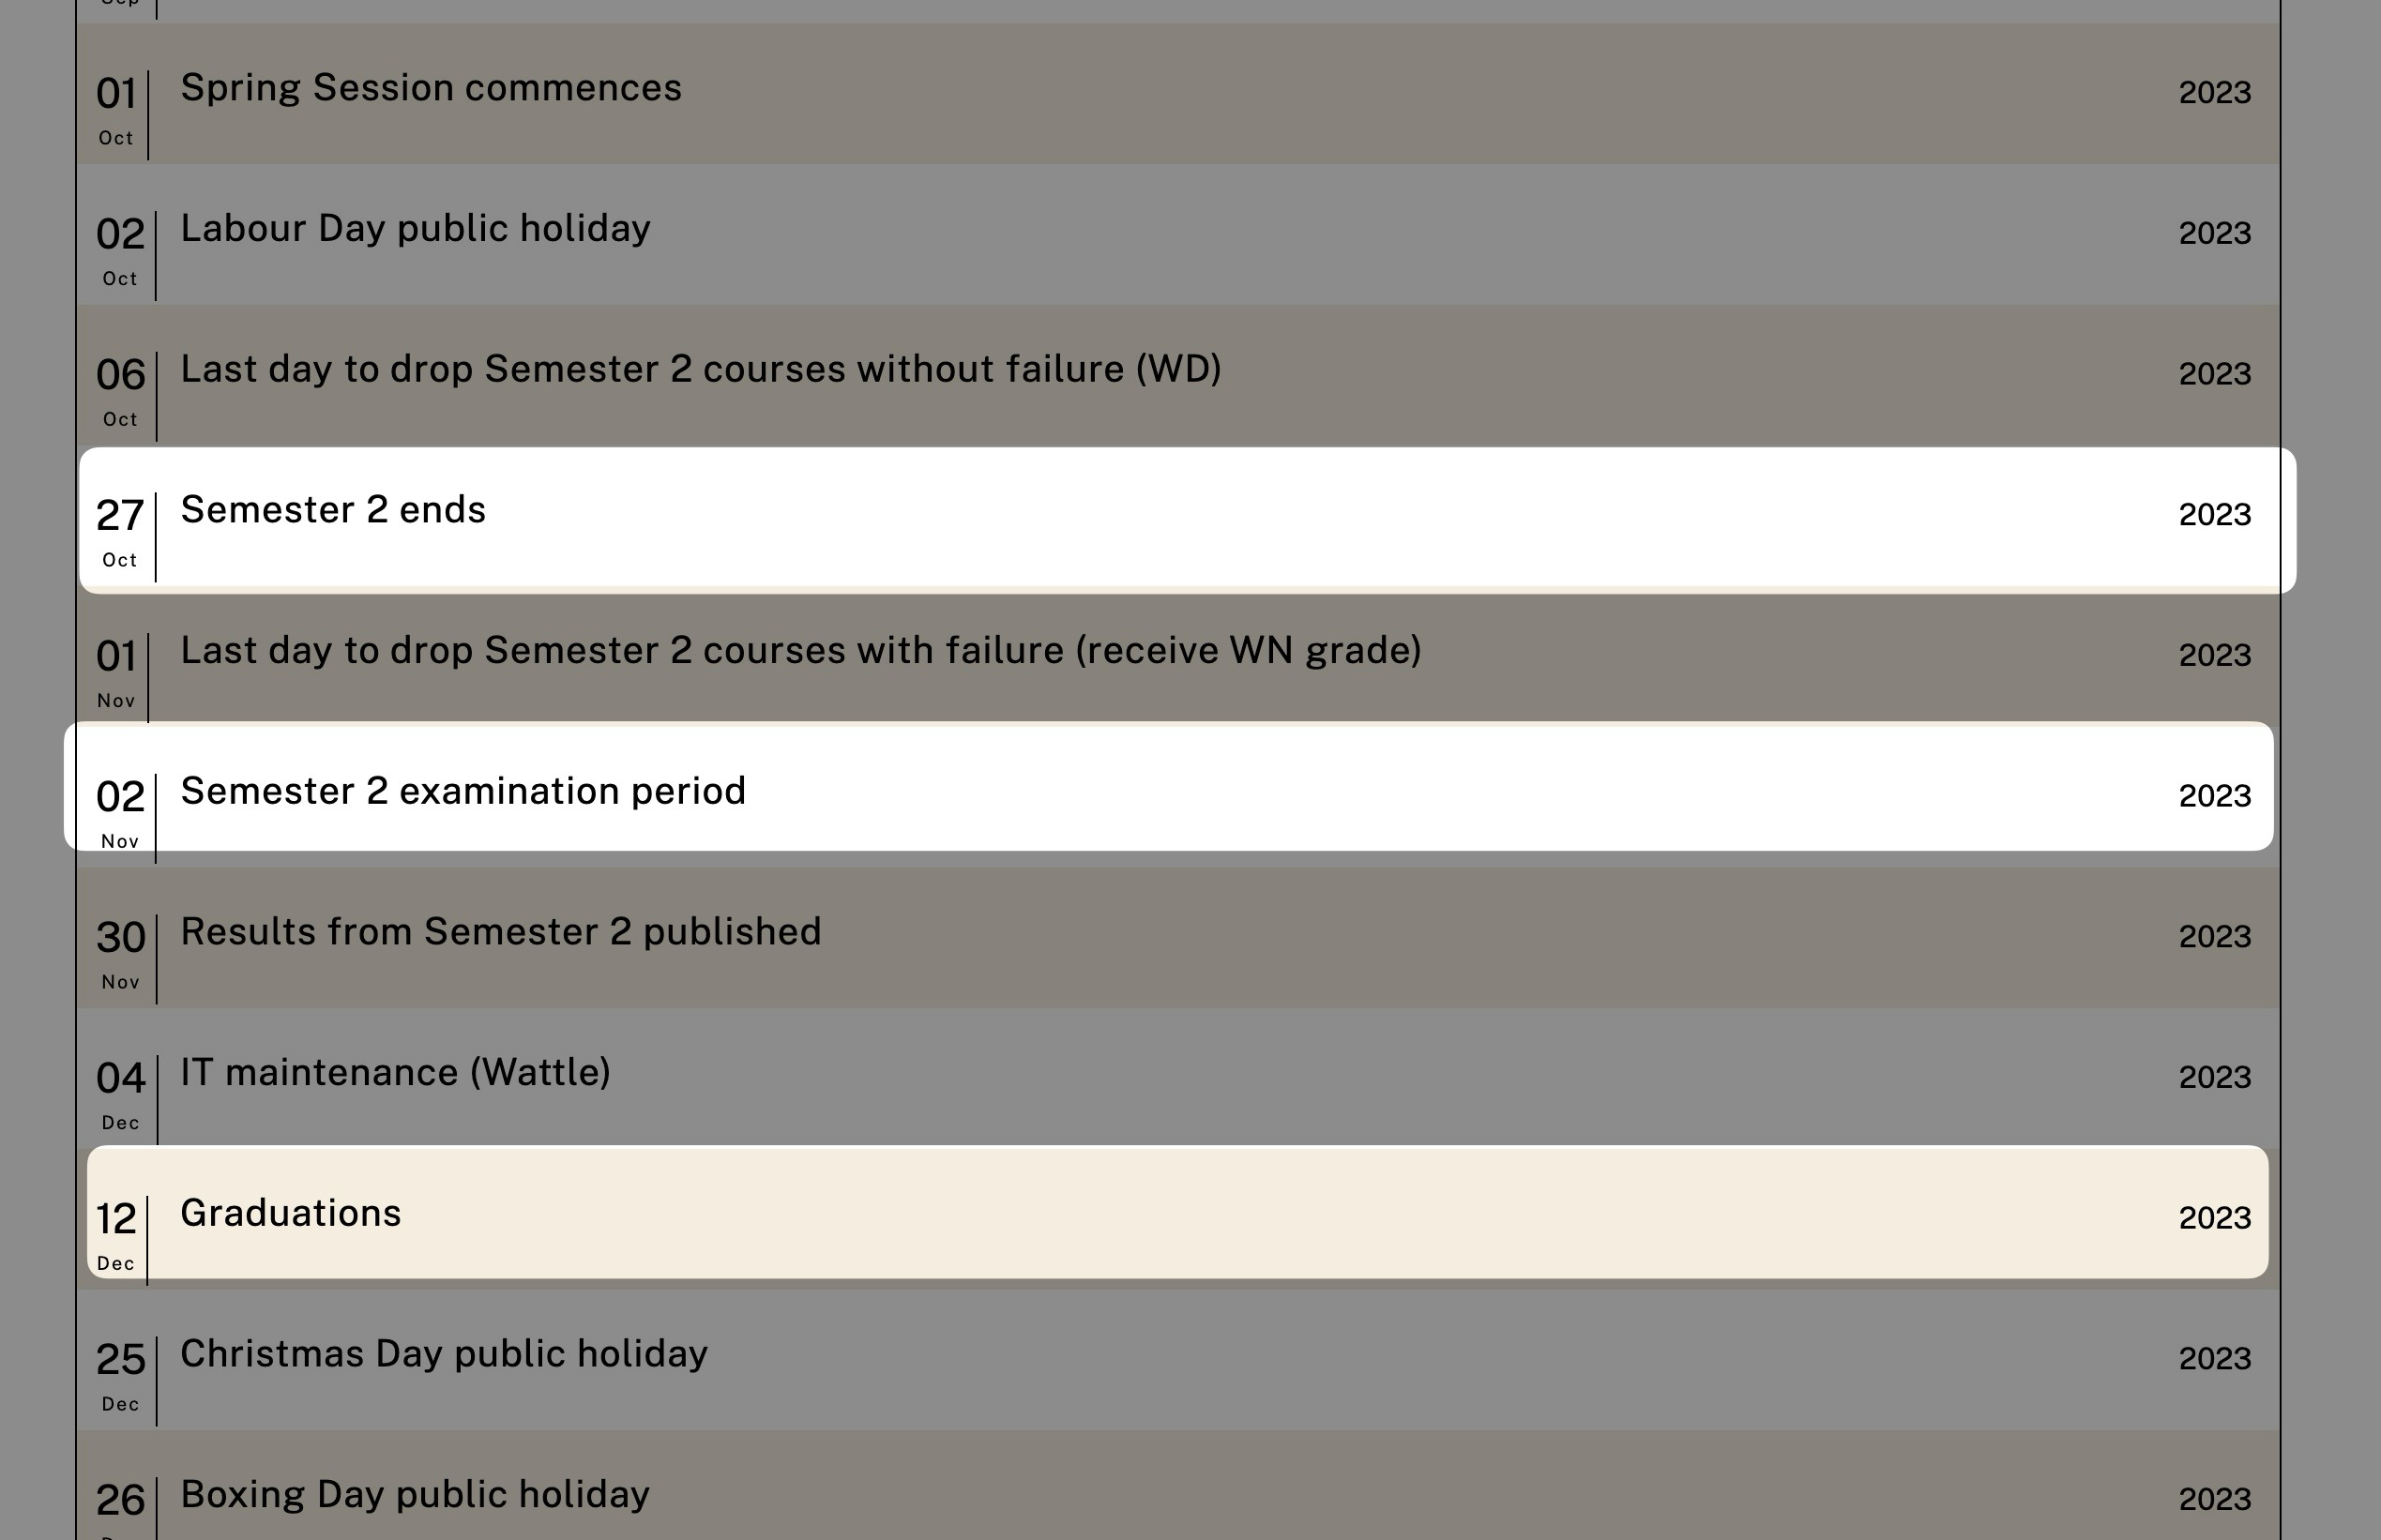 Sep
01
Oct
Spring Session commences
2023
02
Oct
Labour Day public holiday
2023
06
Oct
Last day to drop Semester 2 courses without failure (WD)
2023
27
Oct
Semester 2 ends
2023
01
Nov
Last day to drop Semester 2 courses with failure (receive WN grade)
2023
02
Nov
Semester 2 examination period
2023
30
Nov
Results from Semester 2 published
2023
04
Dec
IT maintenance (Wattle)
2023
12
Dec
Graduations
2023
25
Dec
Christmas Day public holiday
2023
26
Boxing Day public holiday
2023